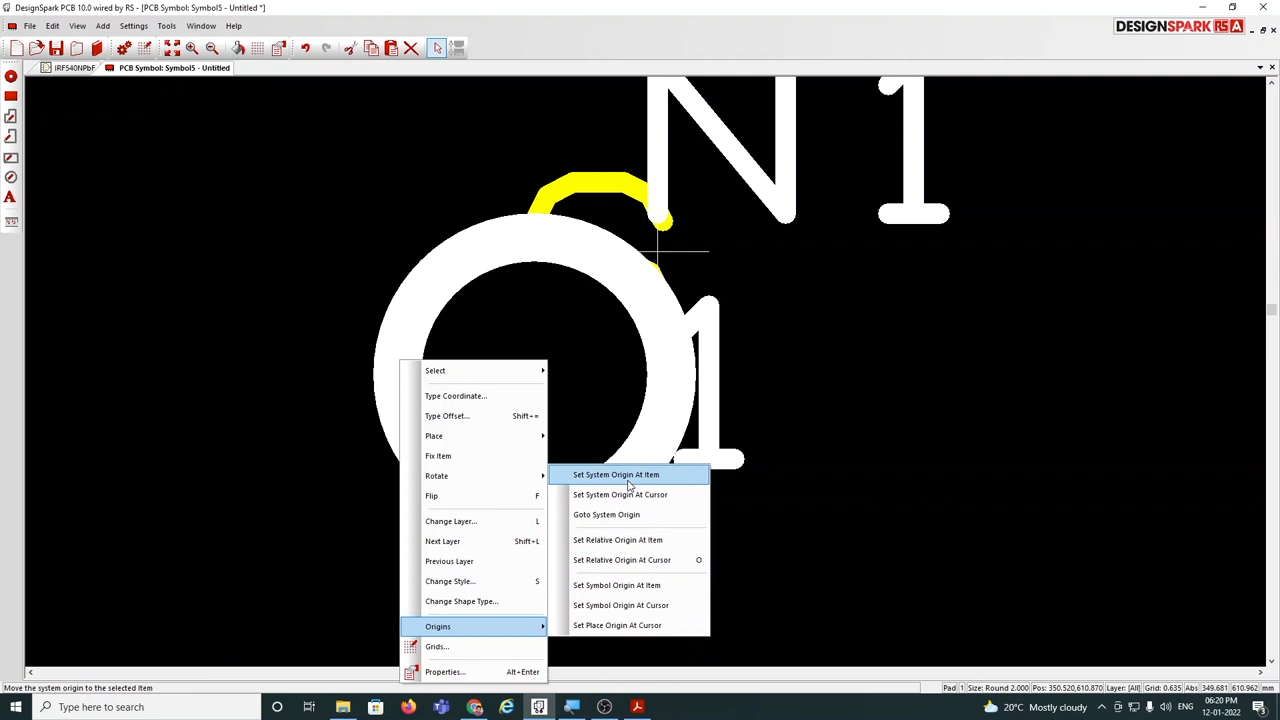 DesignSpark PCB 10.0 wired by RS - [PCB Symbol: Symbol5 - Untitled *]
File Edit View Add Settings Tools Window Help
DESIGNSPARK RS A
IRF540NPbF PCB Symbol: Symbol5 - Untitled
N 1
1
Select
Type Coordinate...
Type Offset... Shift+=
Place
Fix Item
Rotate
Flip F
Change Layer... L
Next Layer Shift+L
Previous Layer
Change Style... S
Change Shape Type...
Origins
Grids...
Properties... Alt+Enter
Set System Origin At Item
Set System Origin At Cursor
Goto System Origin
Set Relative Origin At Item
Set Relative Origin At Cursor O
Set Symbol Origin At Item
Set Symbol Origin At Cursor
Set Place Origin At Cursor
Move the system origin to the selected item Pad 1 Size: Round 2.000 Pos: 350.520,610.870 Layer: [All] Grid: 0.635 Abs 349.681 610.962 mm
Type here to search 20°C Mostly cloudy ENG 06:20 PM
12-01-2022